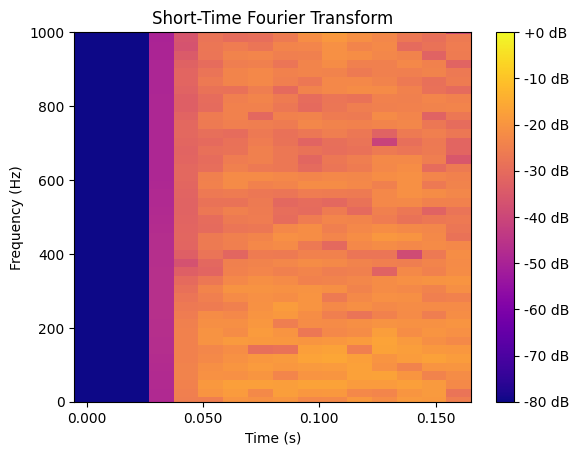 Short-Time Fourier Transform
1000
800
600
400
200
0
Frequency (Hz)
0.000
0.050
0.100
0.150
Time (s)
+0 dB
-10 dB
-20 dB
-30 dB
-40 dB
-50 dB
-60 dB
-70 dB
-80 dB